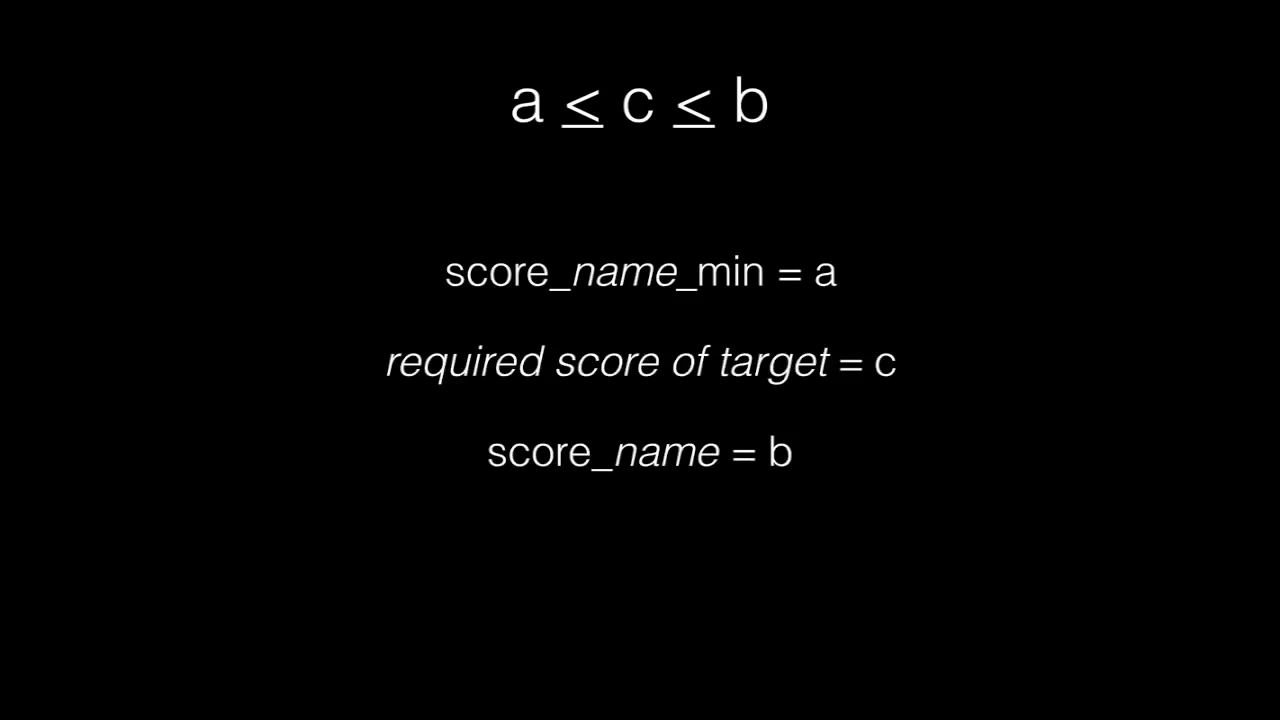 a ≤ c ≤ b
score_name_min = a
required score of target = c
score_name = b